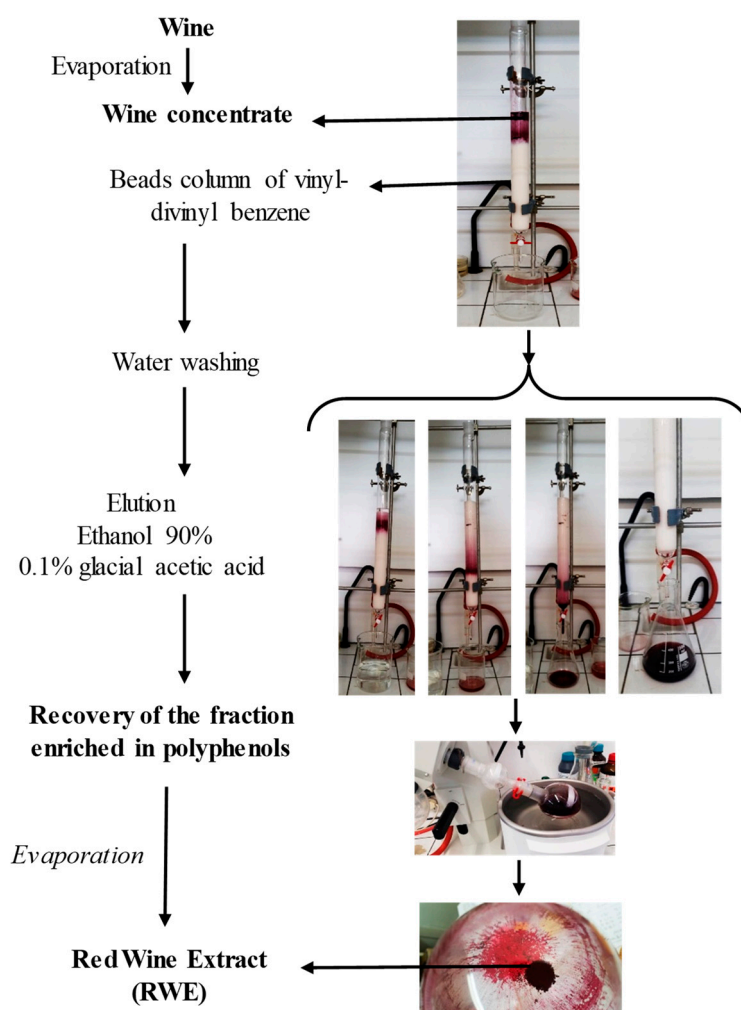 Wine
Evaporation
Wine concentrate
Beads column of vinyl-
divinyl benzene
Water washing
Elution
Ethanol 90%
0.1% glacial acetic acid
Recovery of the fraction
enriched in polyphenols
Evaporation
Red Wine Extract
(RWE)